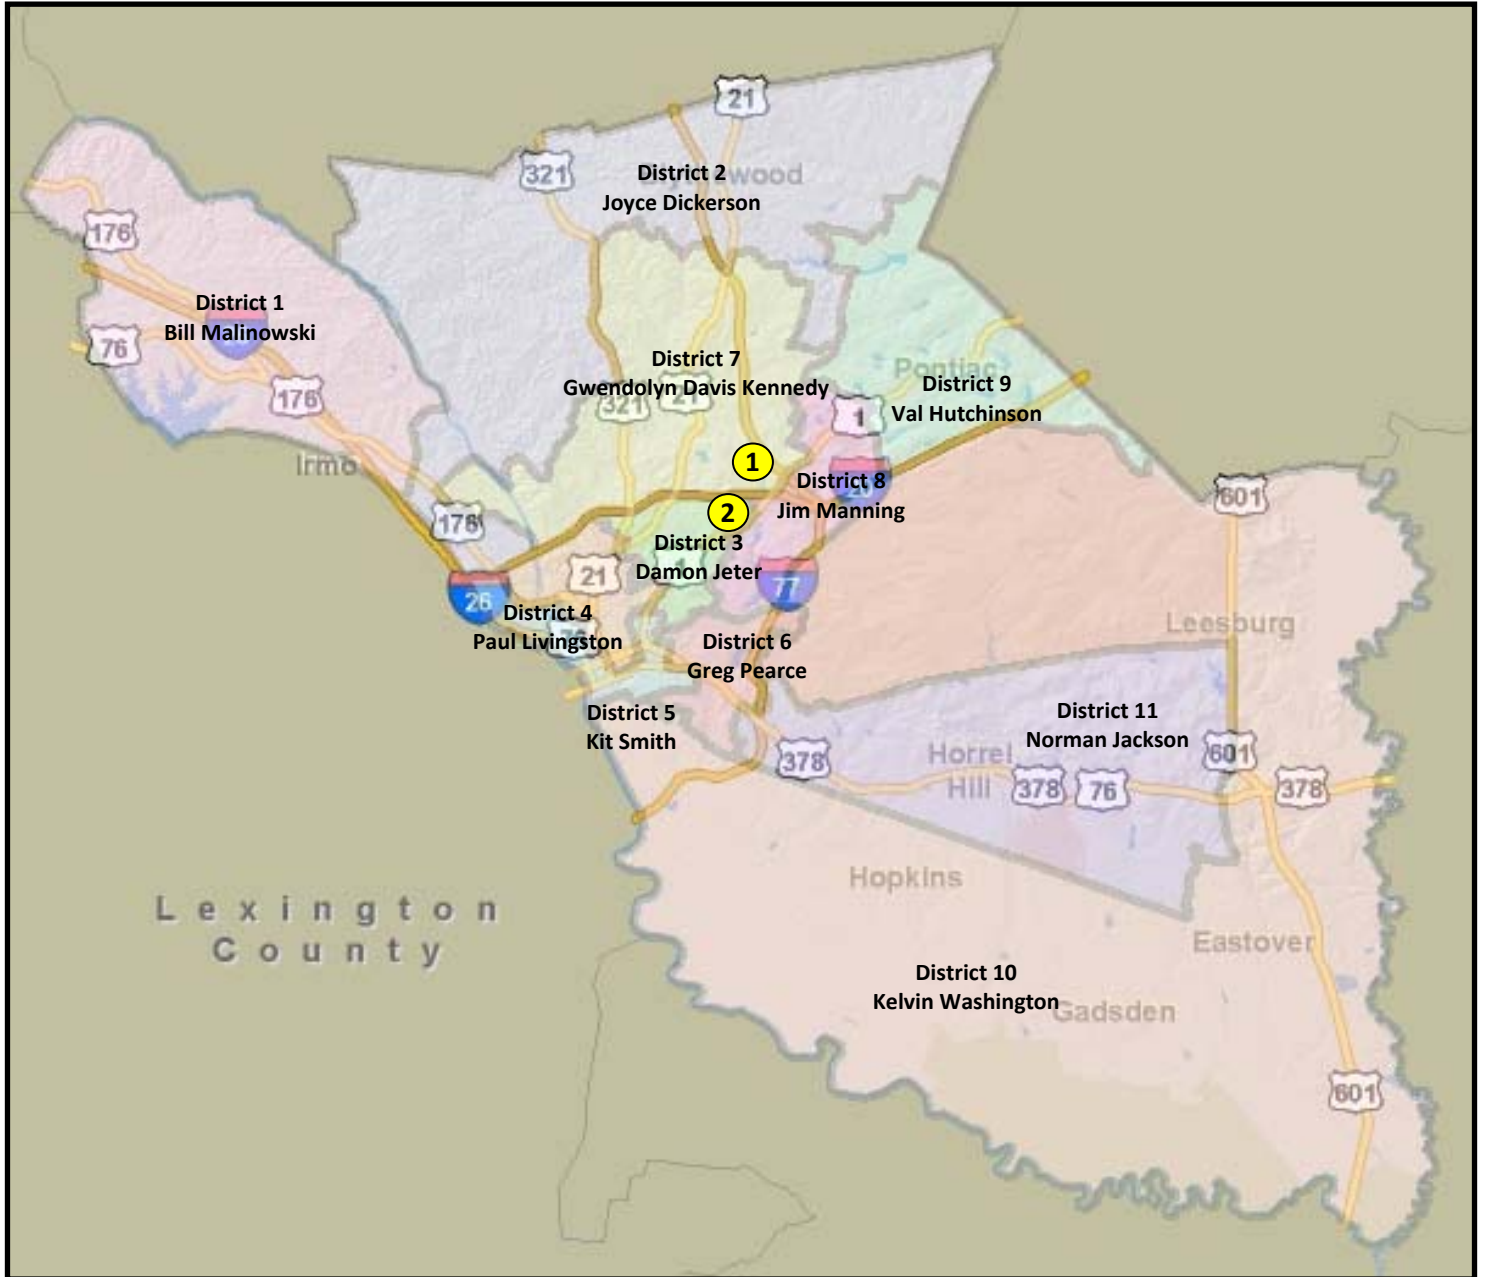 21
321
District 2
Joyce Dickerson
176
District 1
Bill Malinowski
76
176
District 7
Gwendolyn Davis Kennedy
321
21
Pontiac
District 9
Val Hutchinson
1
Irmo
1
District 8
20
Jim Manning
2
176
601
District 3
Damon Jeter
1
21
77
26
District 4
Paul Livingston
76
District 6
Greg Pearce
Leesburg
District 5
Kit Smith
District 11
Norman Jackson
378
Horrel
Hill
378
76
601
378
Hopkins
Lexington
County
Eastover
District 10
Kelvin Washington
Gadsden
601